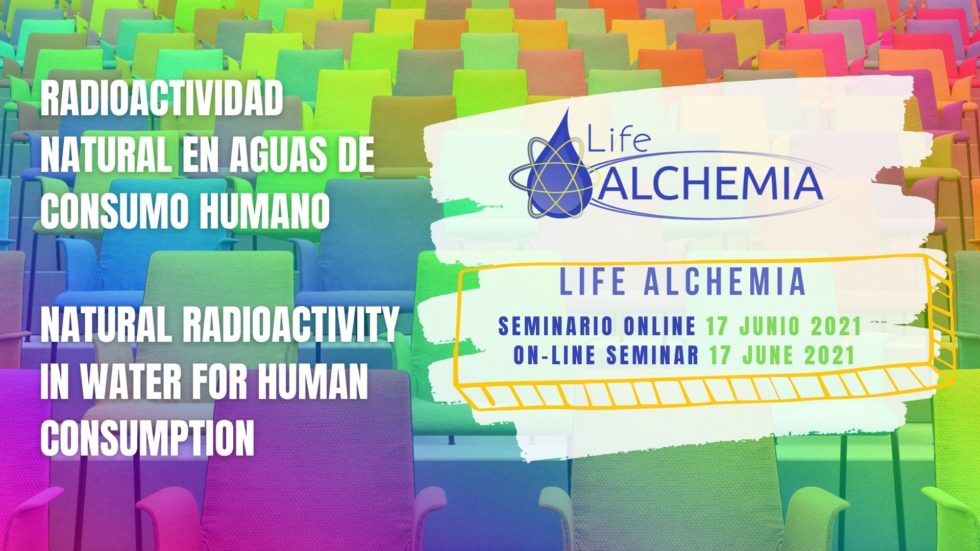 RADIOACTIVIDAD
NATURAL EN AGUAS DE
CONSUMO HUMANO
NATURAL RADIOACTIVITY
IN WATER FOR HUMAN
CONSUMPTION
Life
ALCHEMIA
LIFE ALCHEMIA
SEMINARIO ONLINE 17 JUNIO 2021
ON-LINE SEMINAR 17 JUNE 2021